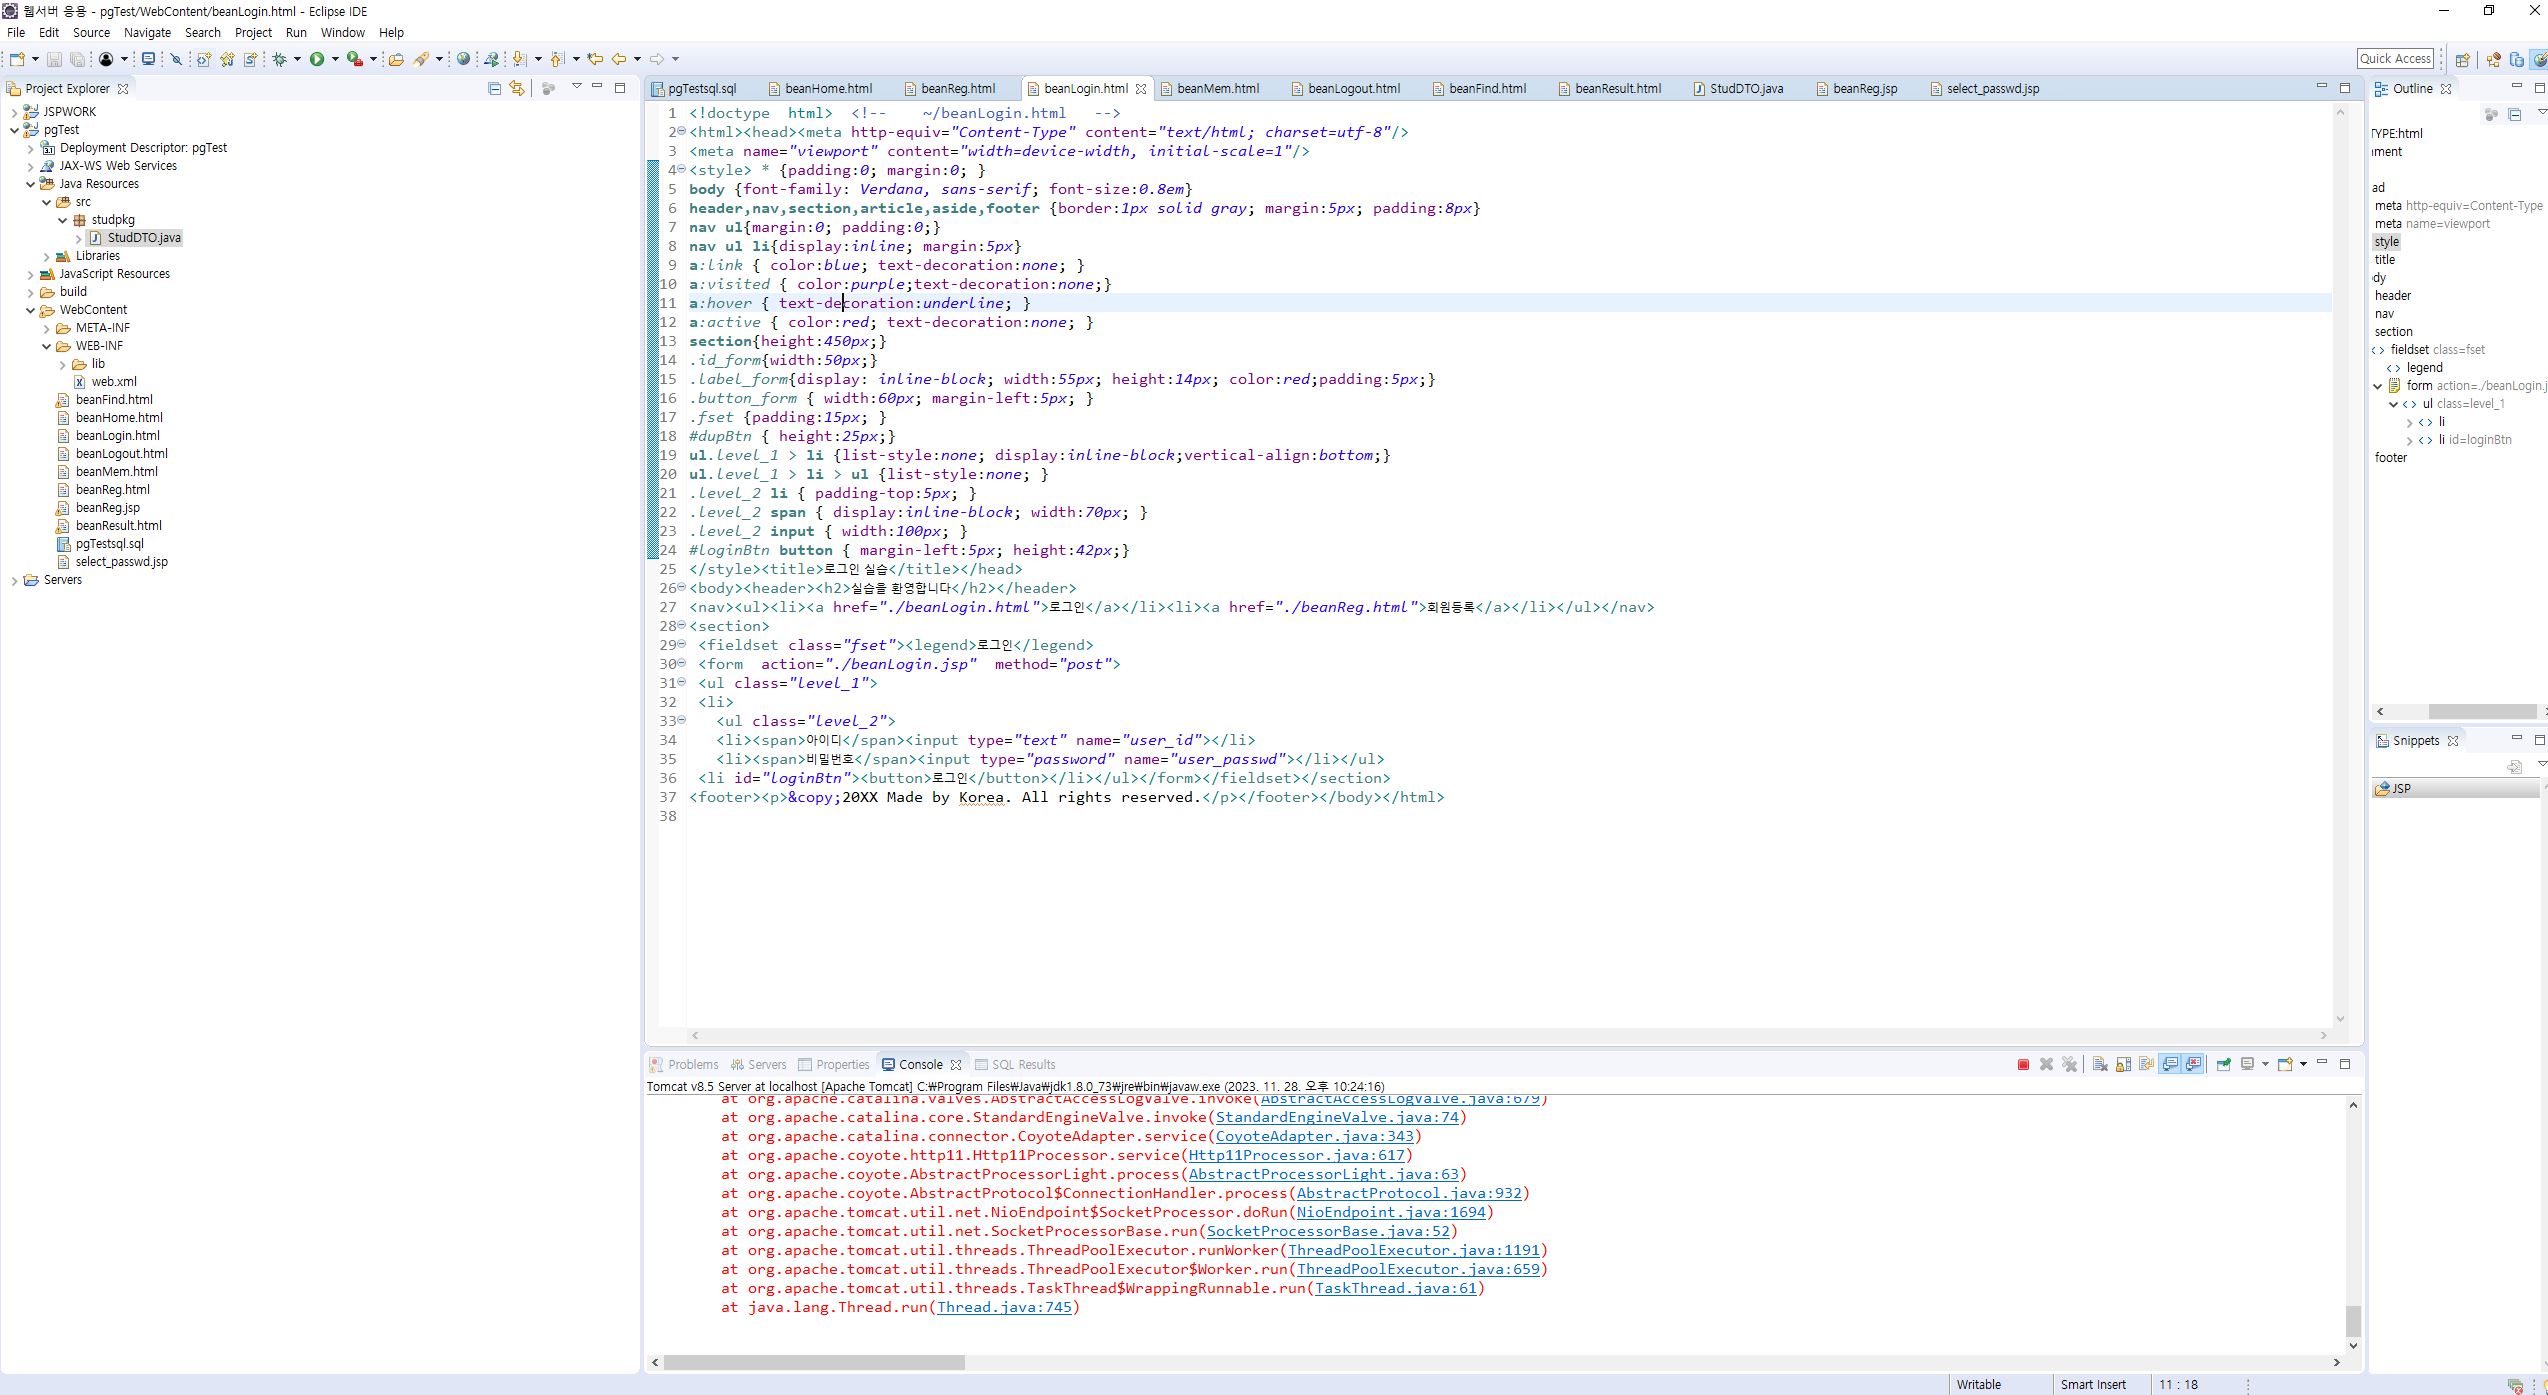 웹서버 응용 - pgTest/WebContent/beanLogin.html - Eclipse IDE
File Edit Source Navigate Search Project Run Window Help
Quick Access
Project Explorer
JSPWORK
pgTest
Deployment Descriptor: pgTest
JAX-WS Web Services
Java Resources
src
studpkg
StudDTO.java
Libraries
JavaScript Resources
build
WebContent
META-INF
WEB-INF
lib
web.xml
beanFind.html
beanHome.html
beanLogin.html
beanLogout.html
beanMem.html
beanReg.html
beanReg.jsp
beanResult.html
pgTestsql.sql
select_passwd.jsp
Servers
pgTestsql.sql beanHome.html beanReg.html beanLogin.html beanMem.html beanLogout.html beanFind.html beanResult.html StudDTO.java beanReg.jsp select_passwd.jsp
1 <!doctype  html>  <!--    ~/beanLogin.html   -->
2 <html><head><meta http-equiv="Content-Type" content="text/html; charset=utf-8"/>
3 <meta name="viewport" content="width=device-width, initial-scale=1"/>
4 <style> * {padding:0; margin:0; }
5 body {font-family: Verdana, sans-serif; font-size:0.8em}
6 header,nav,section,article,aside,footer {border:1px solid gray; margin:5px; padding:8px}
7 nav ul{margin:0; padding:0;}
8 nav ul li{display:inline; margin:5px}
9 a:link { color:blue; text-decoration:none; }
10 a:visited { color:purple;text-decoration:none;}
11 a:hover { text-decoration:underline; }
12 a:active { color:red; text-decoration:none; }
13 section{height:450px;}
14 .id_form{width:50px;}
15 .label_form{display: inline-block; width:55px; height:14px; color:red;padding:5px;}
16 .button_form { width:60px; margin-left:5px; }
17 .fset {padding:15px; }
18 #dupBtn { height:25px;}
19 ul.level_1 > li {list-style:none; display:inline-block;vertical-align:bottom;}
20 ul.level_1 > li > ul {list-style:none; }
21 .level_2 li { padding-top:5px; }
22 .level_2 span { display:inline-block; width:70px; }
23 .level_2 input { width:100px; }
24 #loginBtn button { margin-left:5px; height:42px;}
25 </style><title>로그인 실습</title></head>
26 <body><header><h2>실습을 환영합니다</h2></header>
27 <nav><ul><li><a href="./beanLogin.html">로그인</a></li><li><a href="./beanReg.html">회원등록</a></li></ul></nav>
28 <section>
29 <fieldset class="fset"><legend>로그인</legend>
30 <form  action="./beanLogin.jsp"  method="post">
31 <ul class="level_1">
32 <li>
33 <ul class="level_2">
34 <li><span>아이디</span><input type="text" name="user_id"></li>
35 <li><span>비밀번호</span><input type="password" name="user_passwd"></li></ul>
36 <li id="loginBtn"><button>로그인</button></li></ul></form></fieldset></section>
37 <footer><p>&copy;20XX Made by Korea. All rights reserved.</p></footer></body></html>
38
Outline
TYPE:html
ad
meta http-equiv=Content-Type
meta name=viewport
style
title
dy
header
nav
section
fieldset class=fset
legend
form action=./beanLogin.j
ul class=level_1
li
li id=loginBtn
footer
Snippets
JSP
Problems Servers Properties Console SQL Results
Tomcat v8.5 Server at localhost [Apache Tomcat] C:₩Program Files₩Java₩jdk1.8.0_73₩jre₩bin₩javaw.exe (2023. 11. 28. 오후 10:24:16)
at org.apache.catalina.valves.AbstractAccessLogValve.invoke(AbstractAccessLogValve.java:679)
at org.apache.catalina.core.StandardEngineValve.invoke(StandardEngineValve.java:74)
at org.apache.catalina.connector.CoyoteAdapter.service(CoyoteAdapter.java:343)
at org.apache.coyote.http11.Http11Processor.service(Http11Processor.java:617)
at org.apache.coyote.AbstractProcessorLight.process(AbstractProcessorLight.java:63)
at org.apache.coyote.AbstractProtocol$ConnectionHandler.process(AbstractProtocol.java:932)
at org.apache.tomcat.util.net.NioEndpoint$SocketProcessor.doRun(NioEndpoint.java:1694)
at org.apache.tomcat.util.net.SocketProcessorBase.run(SocketProcessorBase.java:52)
at org.apache.tomcat.util.threads.ThreadPoolExecutor.runWorker(ThreadPoolExecutor.java:1191)
at org.apache.tomcat.util.threads.ThreadPoolExecutor$Worker.run(ThreadPoolExecutor.java:659)
at org.apache.tomcat.util.threads.TaskThread$WrappingRunnable.run(TaskThread.java:61)
at java.lang.Thread.run(Thread.java:745)
Writable Smart Insert 11 : 18